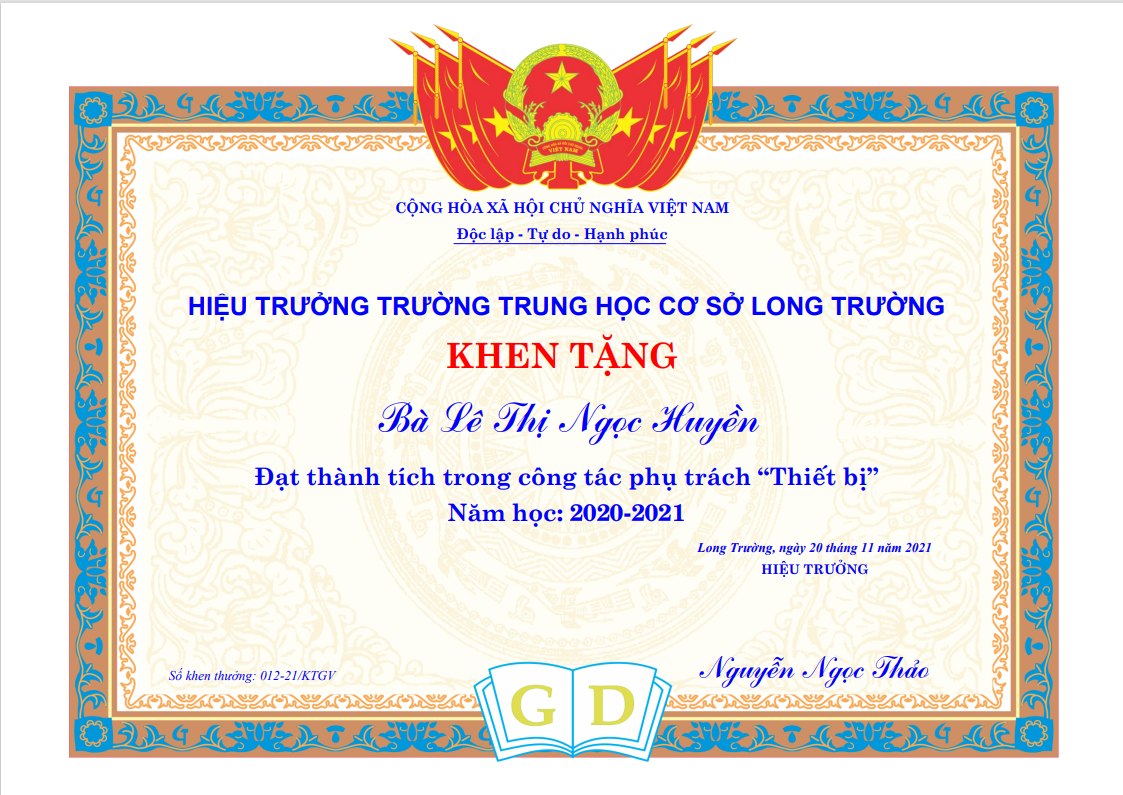 VIỆT NAM
CỘNG HÒA XÃ HỘI CHỦ NGHĨA VIỆT NAM
Độc lập - Tự do - Hạnh phúc
HIỆU TRƯỞNG TRƯỜNG TRUNG HỌC CƠ SỞ LONG TRƯỜNG
KHEN TẶNG
Bà Lê Thị Ngọc Huyền
Đạt thành tích trong công tác phụ trách “Thiết bị”
Năm học: 2020-2021
Long Trường, ngày 20 tháng 11 năm 2021
HIỆU TRƯỞNG
Nguyễn Ngọc Thảo
Số khen thưởng: 012-21/KTGV
G D